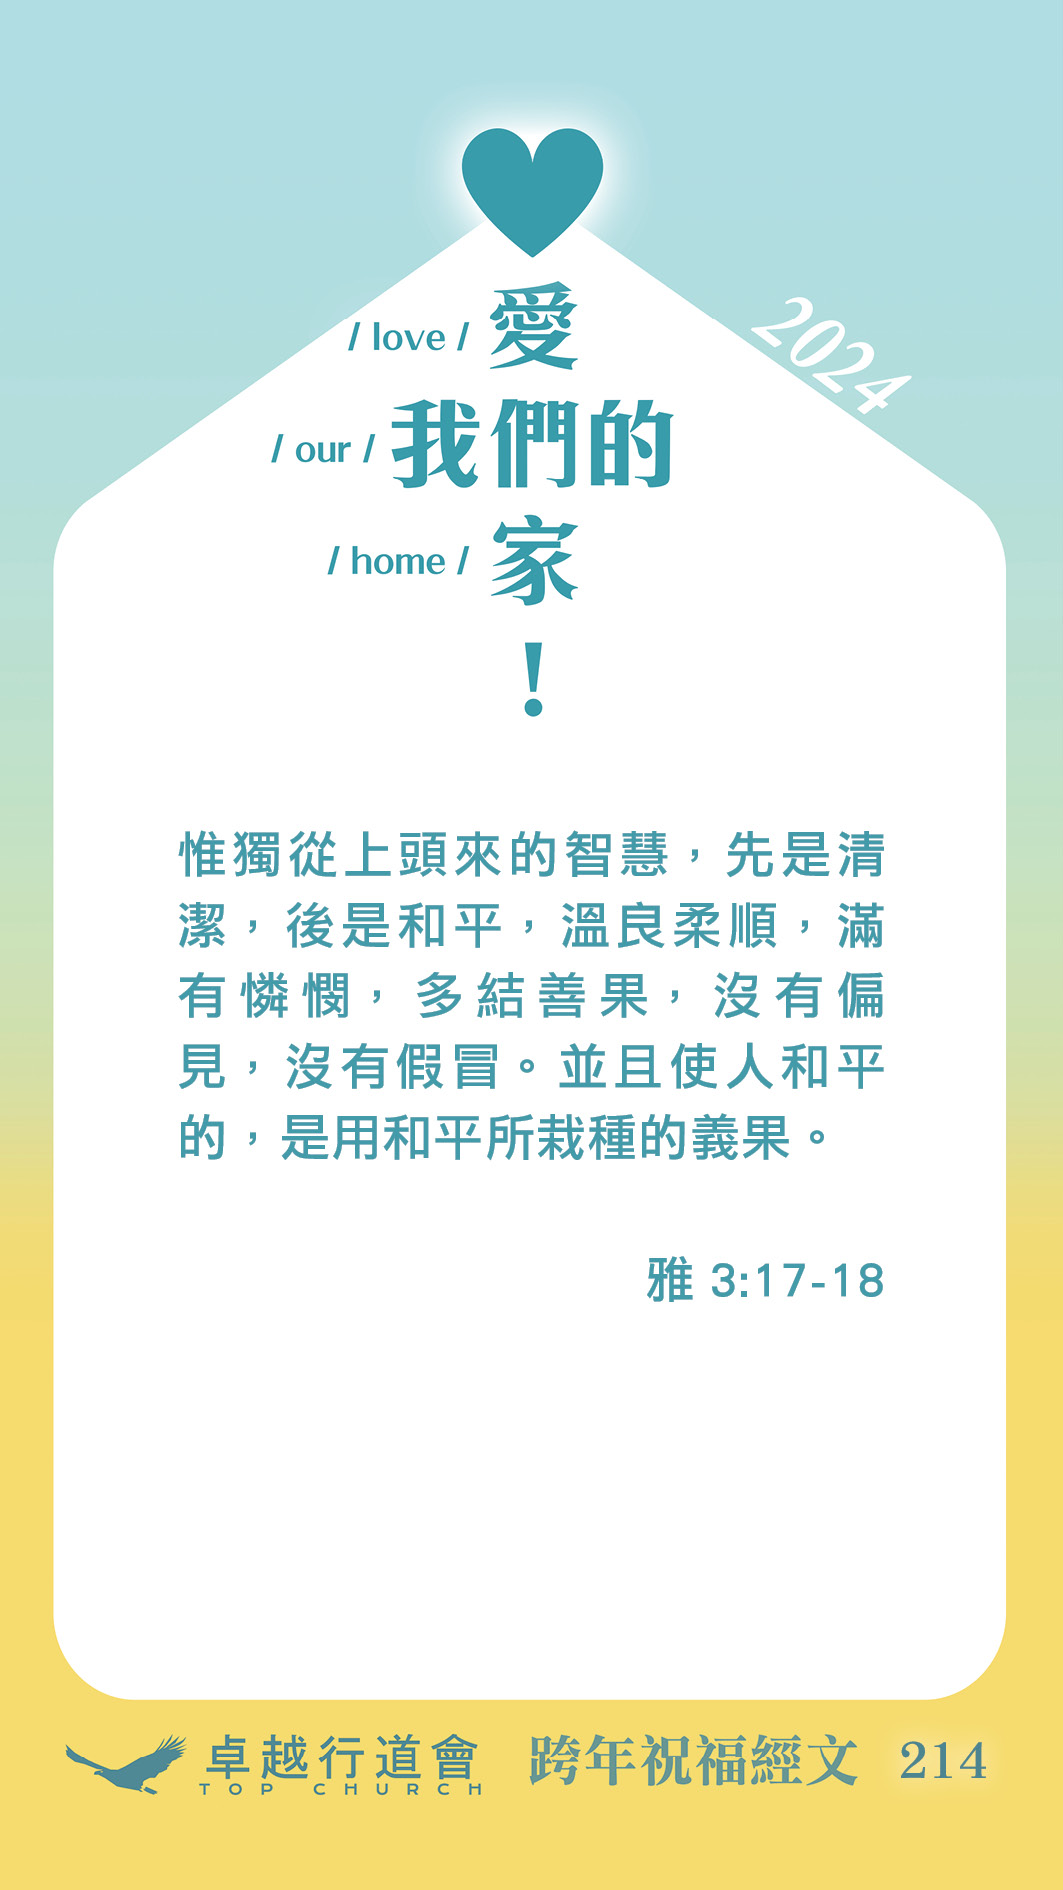 / love / 愛
2024
/ our / 我們的
/ home / 家
！
惟獨從上頭來的智慧，先是清
潔，後是和平，溫良柔順，滿
有憐憫，多結善果，沒有偏
見，沒有假冒。並且使人和平
的，是用和平所栽種的義果。
雅 3:17-18
卓越行道會 跨年祝福經文 214
TOP CHURCH